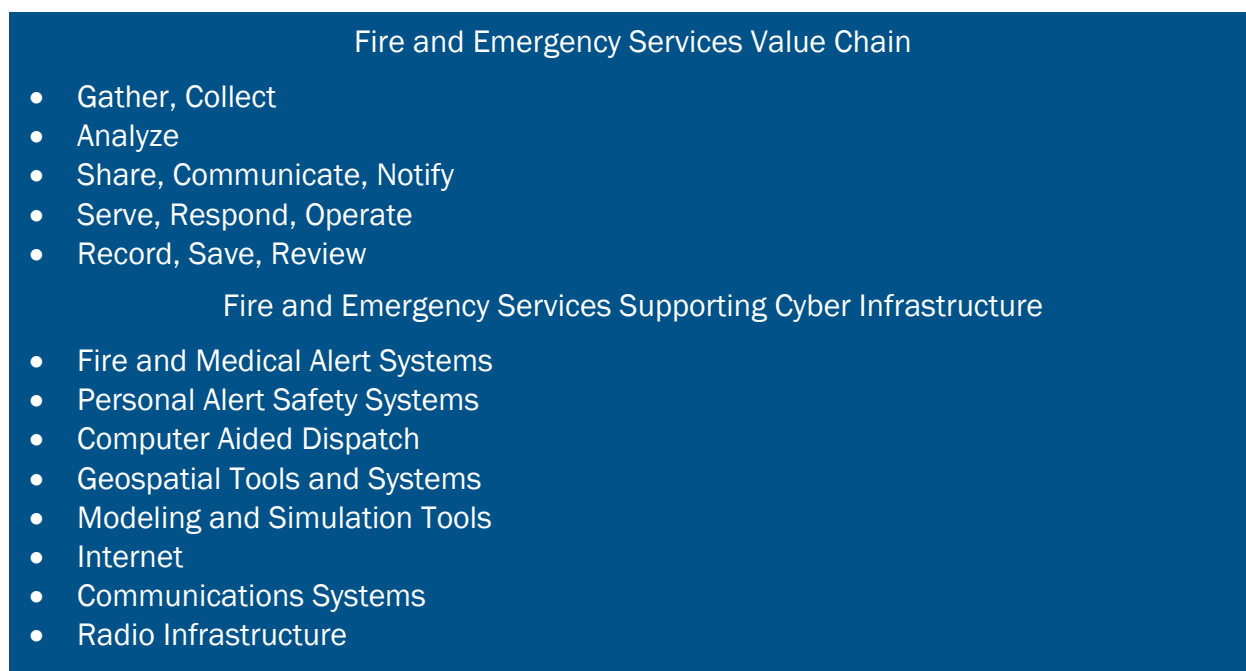 Fire and Emergency Services Value Chain
• Gather, Collect
• Analyze
• Share, Communicate, Notify
• Serve, Respond, Operate
• Record, Save, Review
Fire and Emergency Services Supporting Cyber Infrastructure
• Fire and Medical Alert Systems
• Personal Alert Safety Systems
• Computer Aided Dispatch
• Geospatial Tools and Systems
• Modeling and Simulation Tools
• Internet
• Communications Systems
• Radio Infrastructure